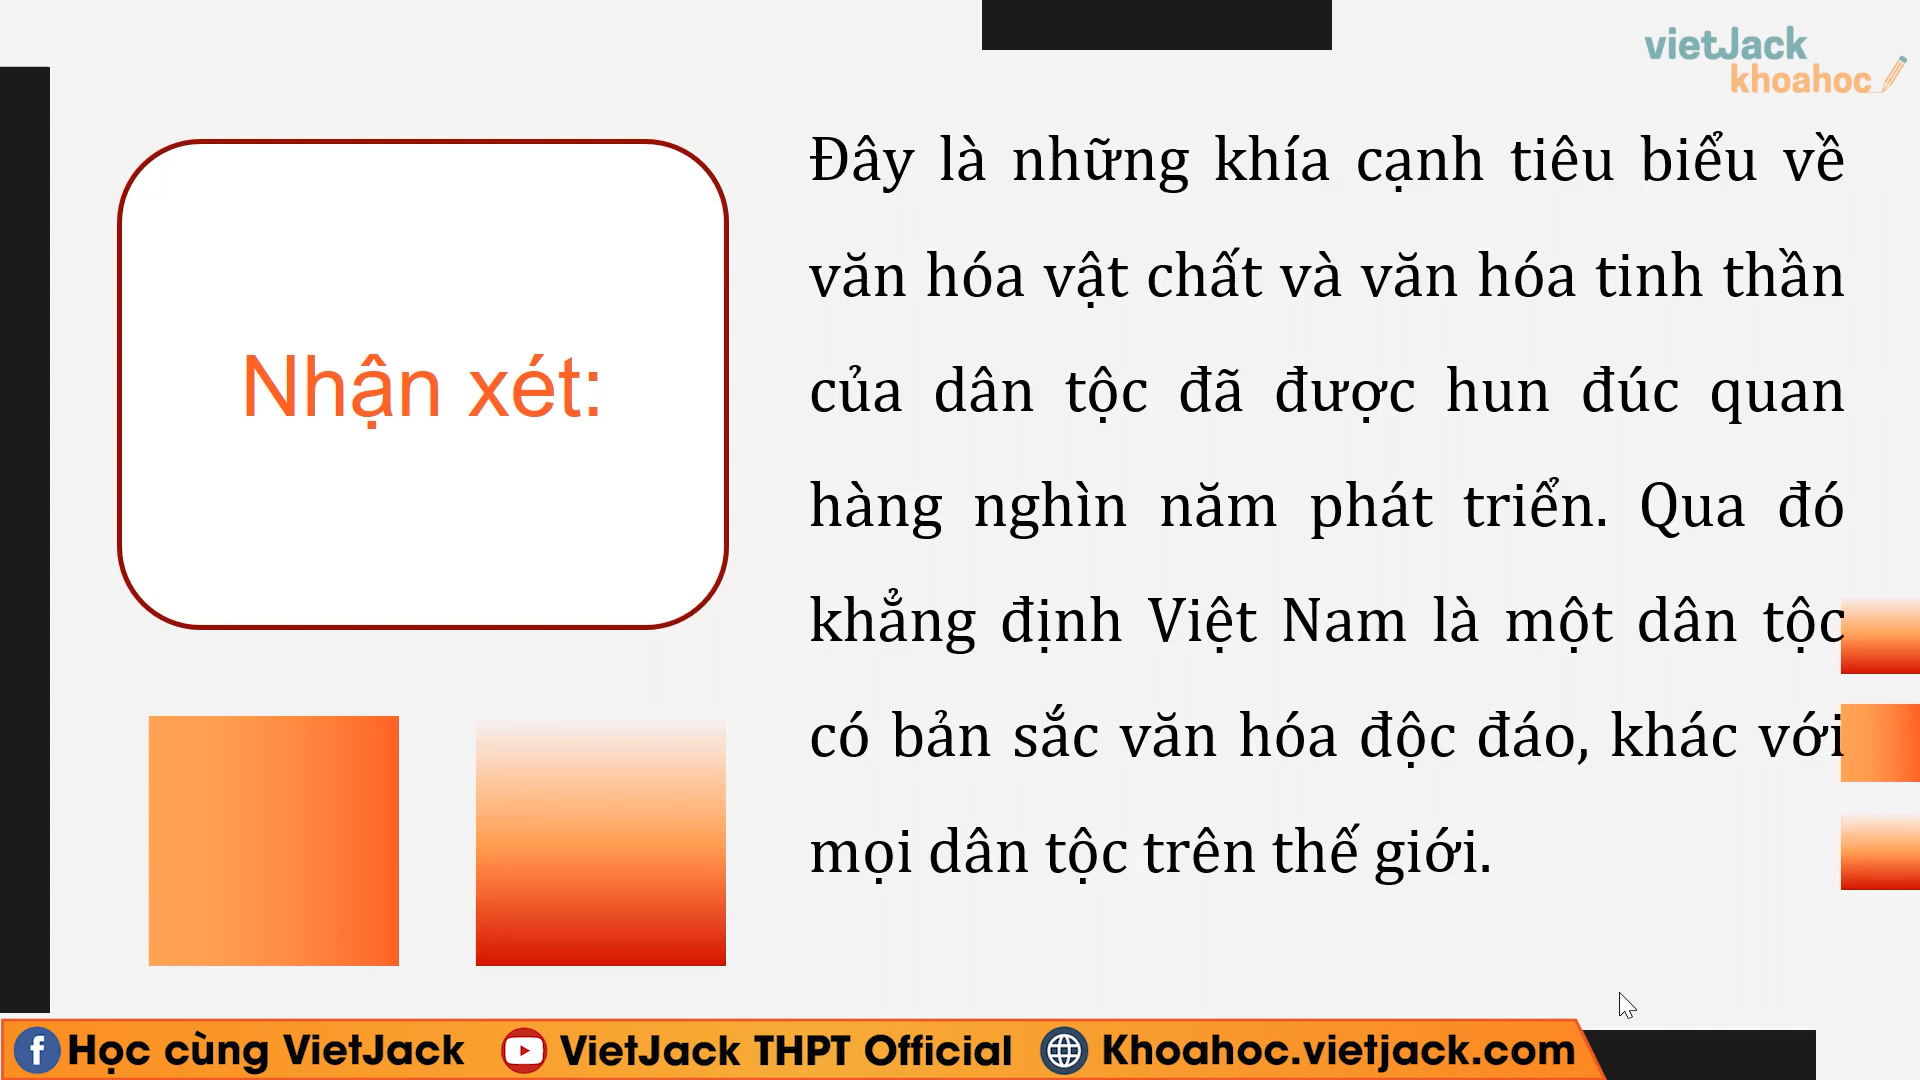 vietJack
khoahoc
Nhận xét:
Đây là những khía cạnh tiêu biểu về
văn hóa vật chất và văn hóa tinh thần
của dân tộc đã được hun đúc quan
hàng nghìn năm phát triển. Qua đó
khẳng định Việt Nam là một dân tộc
có bản sắc văn hóa độc đáo, khác với
mọi dân tộc trên thế giới.
Học cùng VietJack VietJack THPT Official Khoahoc.vietjack.com